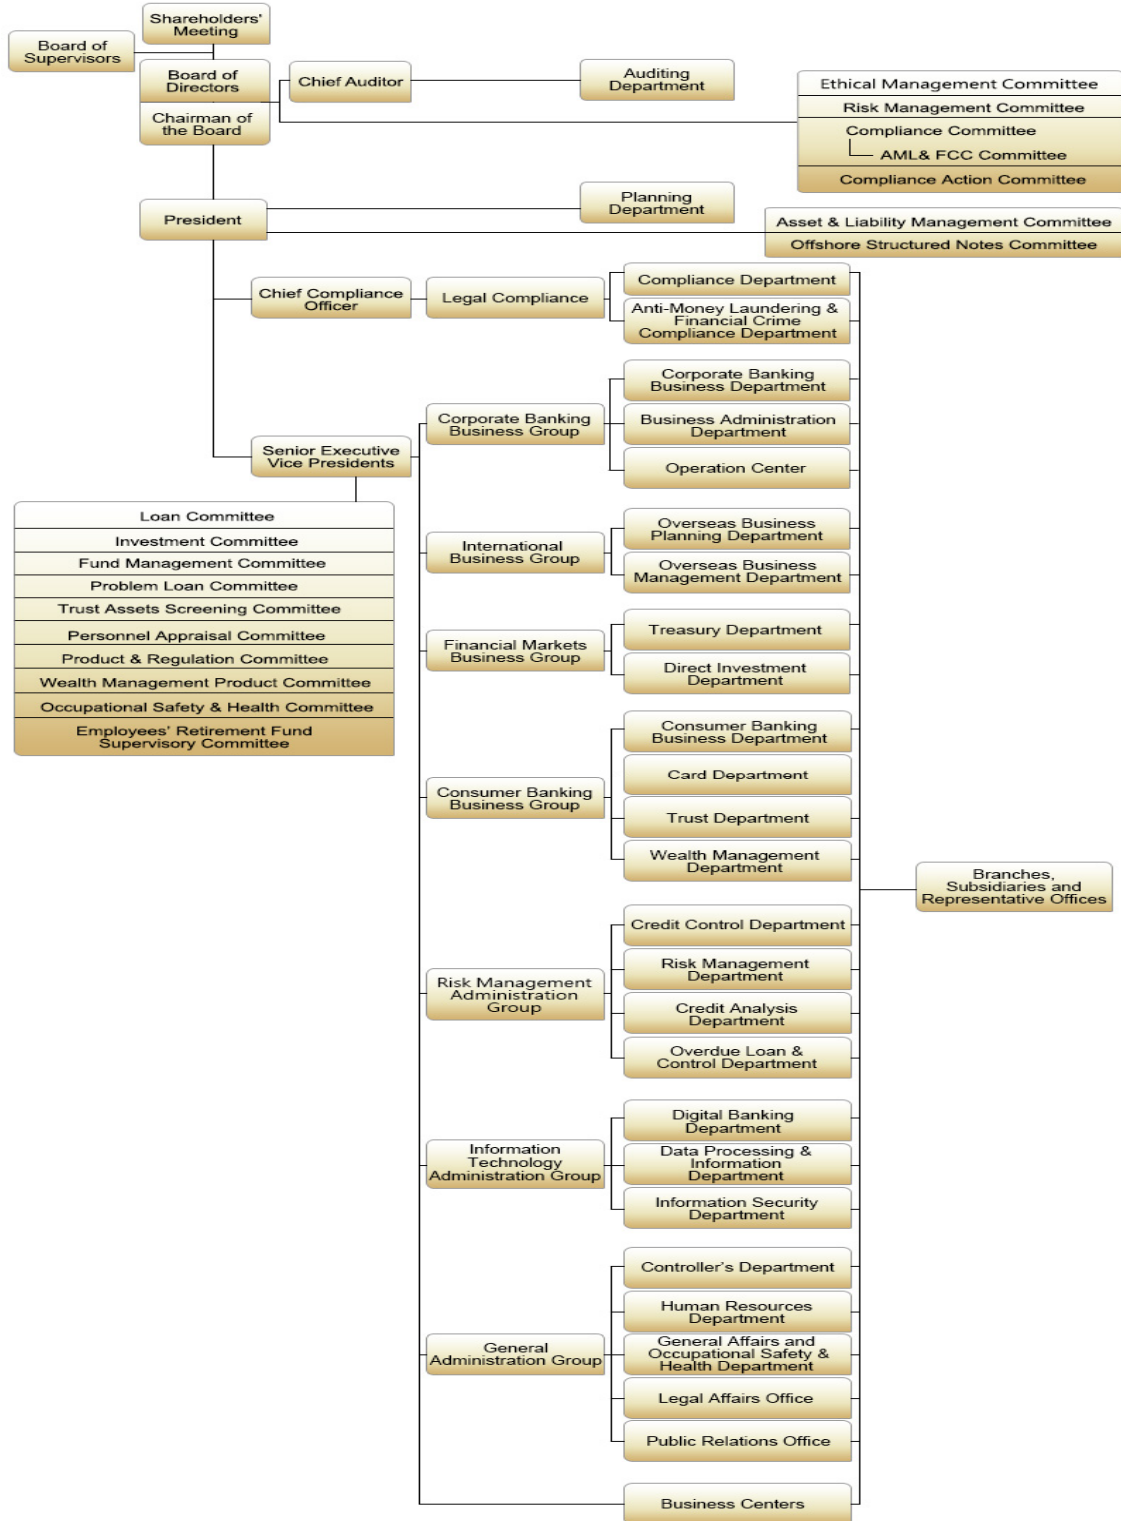 Shareholders'
Meeting
Board of
Supervisors
Board of
Directors
Chairman of
the Board
Chief Auditor
Auditing
Department
Ethical Management Committee
Risk Management Committee
Compliance Committee
AML& FCC Committee
Compliance Action Committee
President
Planning
Department
Asset & Liability Management Committee
Offshore Structured Notes Committee
Chief Compliance
Officer
Legal Compliance
Compliance Department
Anti-Money Laundering &
Financial Crime
Compliance Department
Senior Executive
Vice Presidents
Loan Committee
Investment Committee
Fund Management Committee
Problem Loan Committee
Trust Assets Screening Committee
Personnel Appraisal Committee
Product & Regulation Committee
Wealth Management Product Committee
Occupational Safety & Health Committee
Employees' Retirement Fund
Supervisory Committee
Corporate Banking
Business Group
Corporate Banking
Business Department
Business Administration
Department
Operation Center
International
Business Group
Overseas Business
Planning Department
Overseas Business
Management Department
Financial Markets
Business Group
Treasury Department
Direct Investment
Department
Consumer Banking
Business Group
Consumer Banking
Business Department
Card Department
Trust Department
Wealth Management
Department
Branches,
Subsidiaries and
Representative Offices
Risk Management
Administration
Group
Credit Control Department
Risk Management
Department
Credit Analysis
Department
Overdue Loan &
Control Department
Information
Technology
Administration Group
Digital Banking
Department
Data Processing &
Information
Department
Information Security
Department
General
Administration Group
Controller's Department
Human Resources
Department
General Affairs and
Occupational Safety &
Health Department
Legal Affairs Office
Public Relations Office
Business Centers